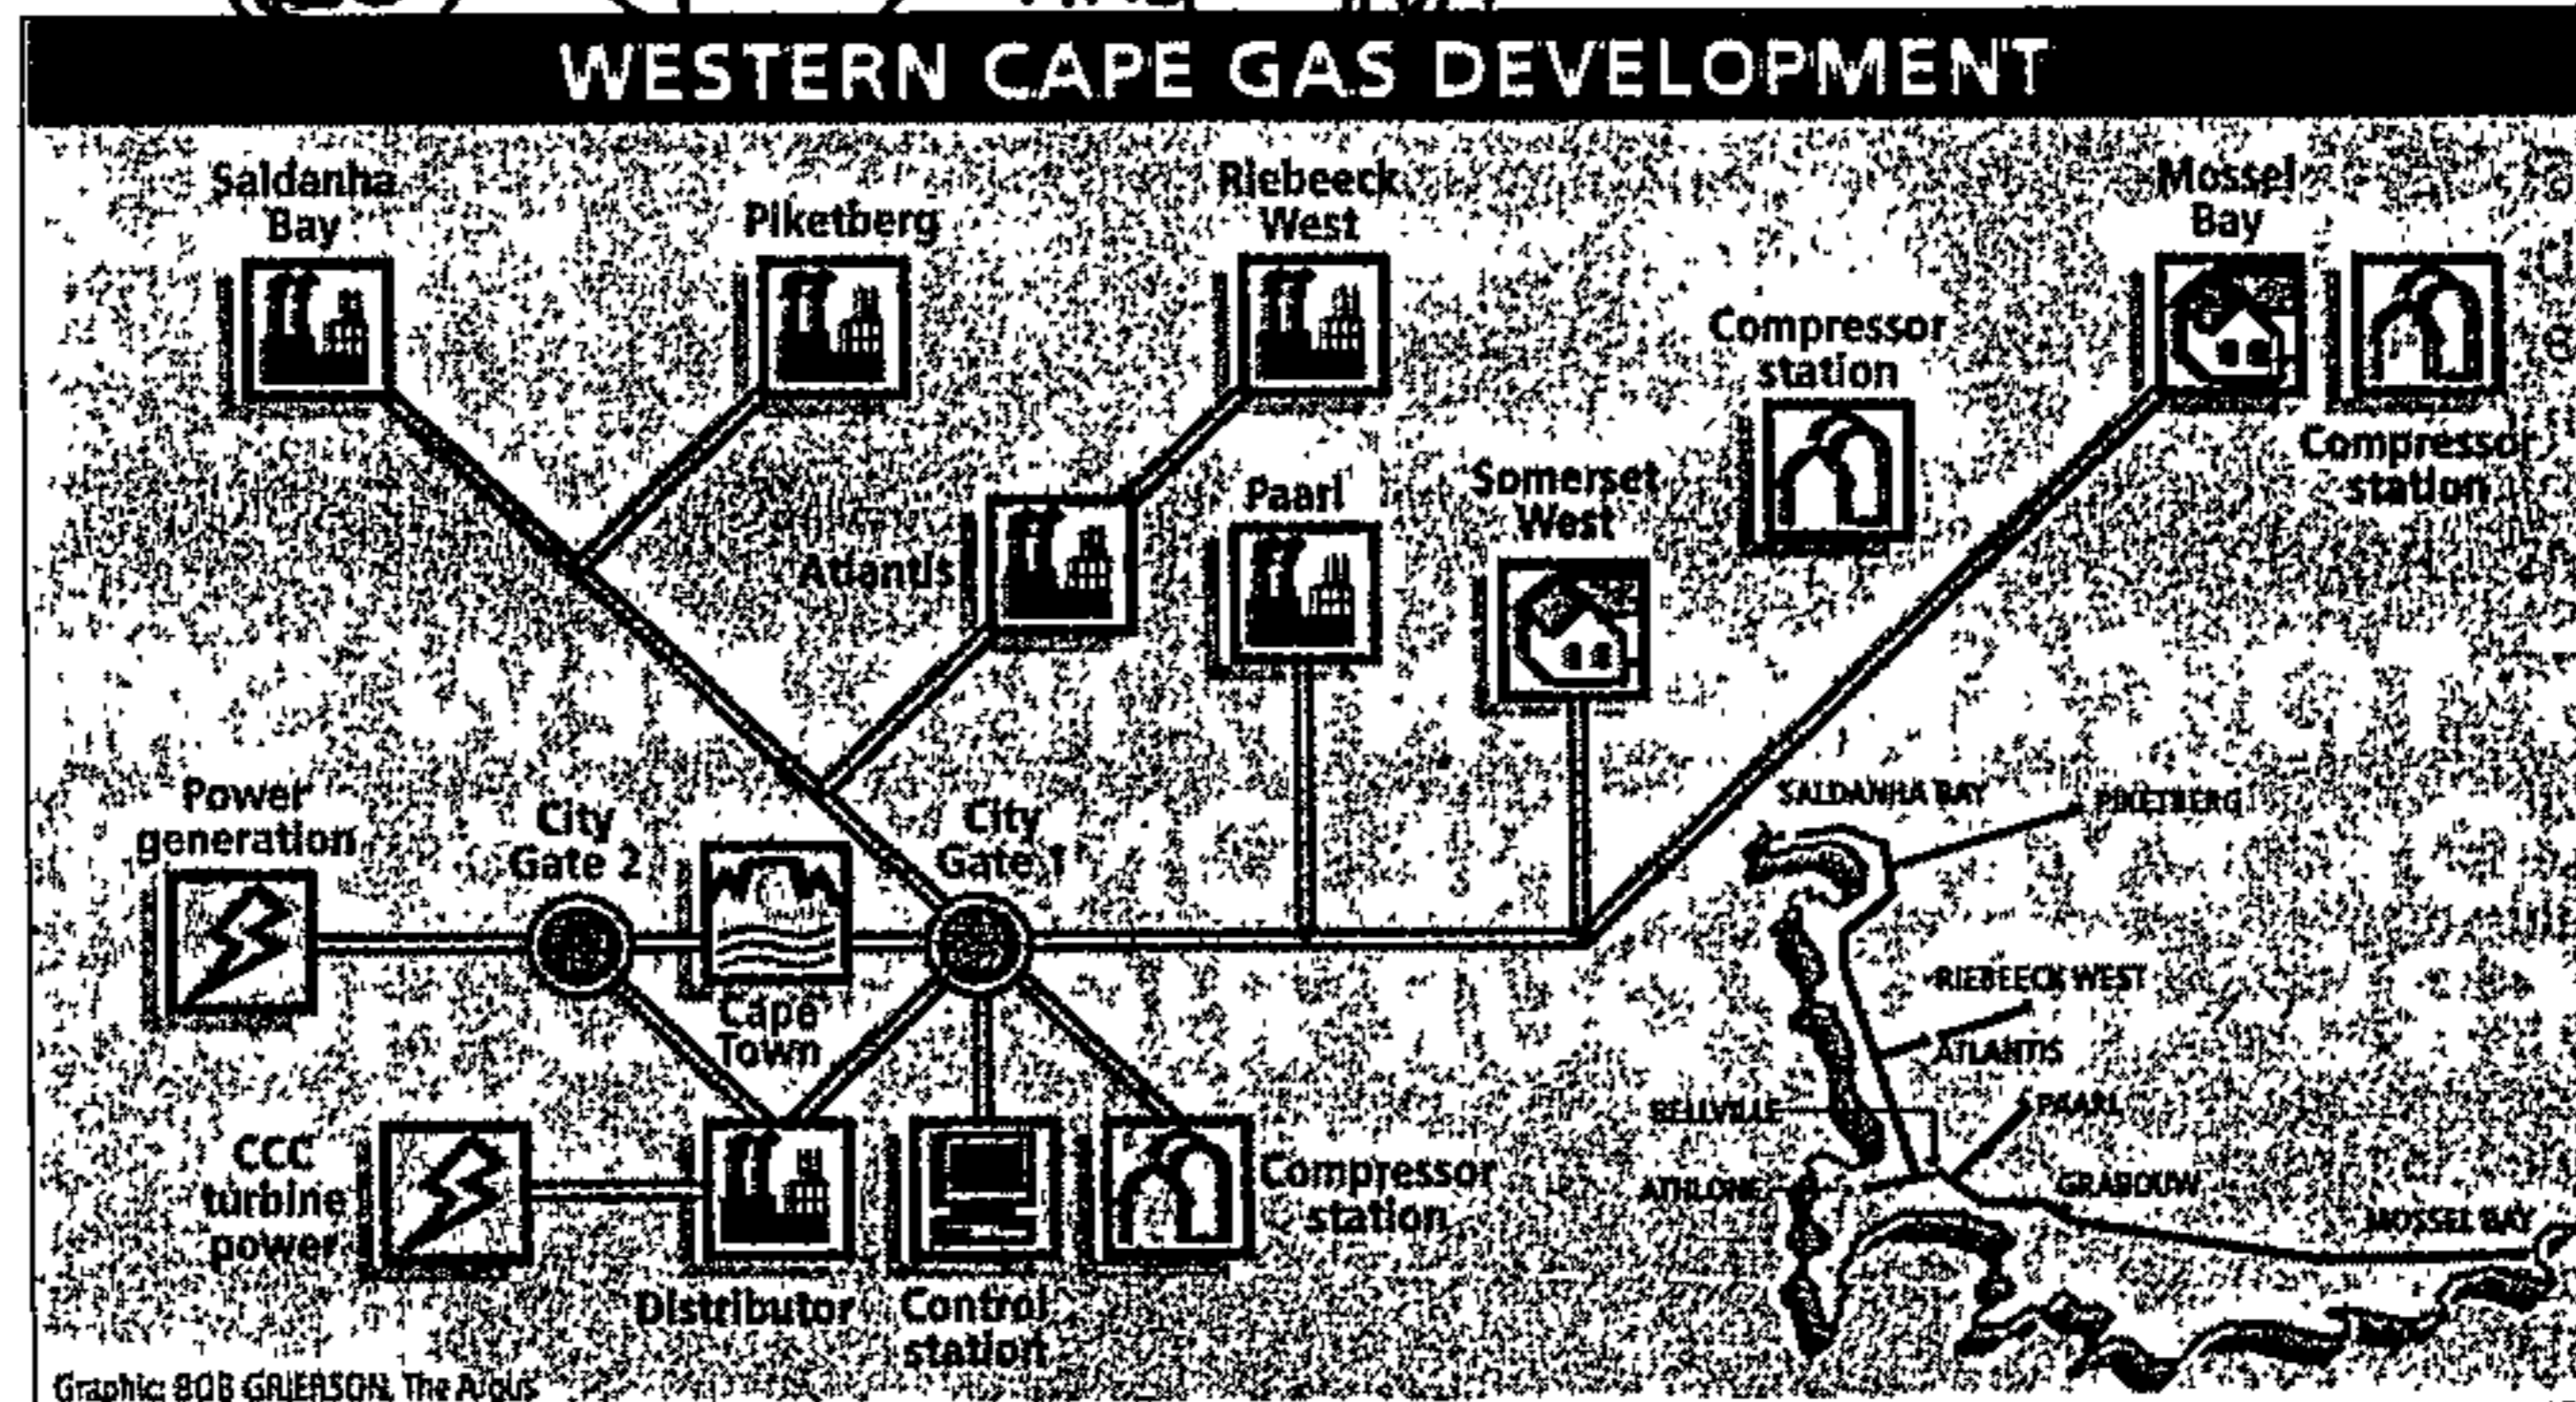 WESTERN CAPE GAS DEVELOPMENT
Saldanha
Bay
Piketberg
Riebeeck
West
Mossel
Bay
Compressor
station
Compressor
station
Atlantis
Paarl
Somerset
West
Power
generation
City
Gate 2
City
Gate 1
Cape
Town
CCC
turbine
power
Distributor
Control
station
Compressor
station
SALDANHA BAY
PIKETBERG
RIEBEECK WEST
ATLANTIS
BELLVILLE
PAARL
ATHLONE
GRABOUW
MOSSEL BAY
Graphic: BOB GRIERSON, The Argus